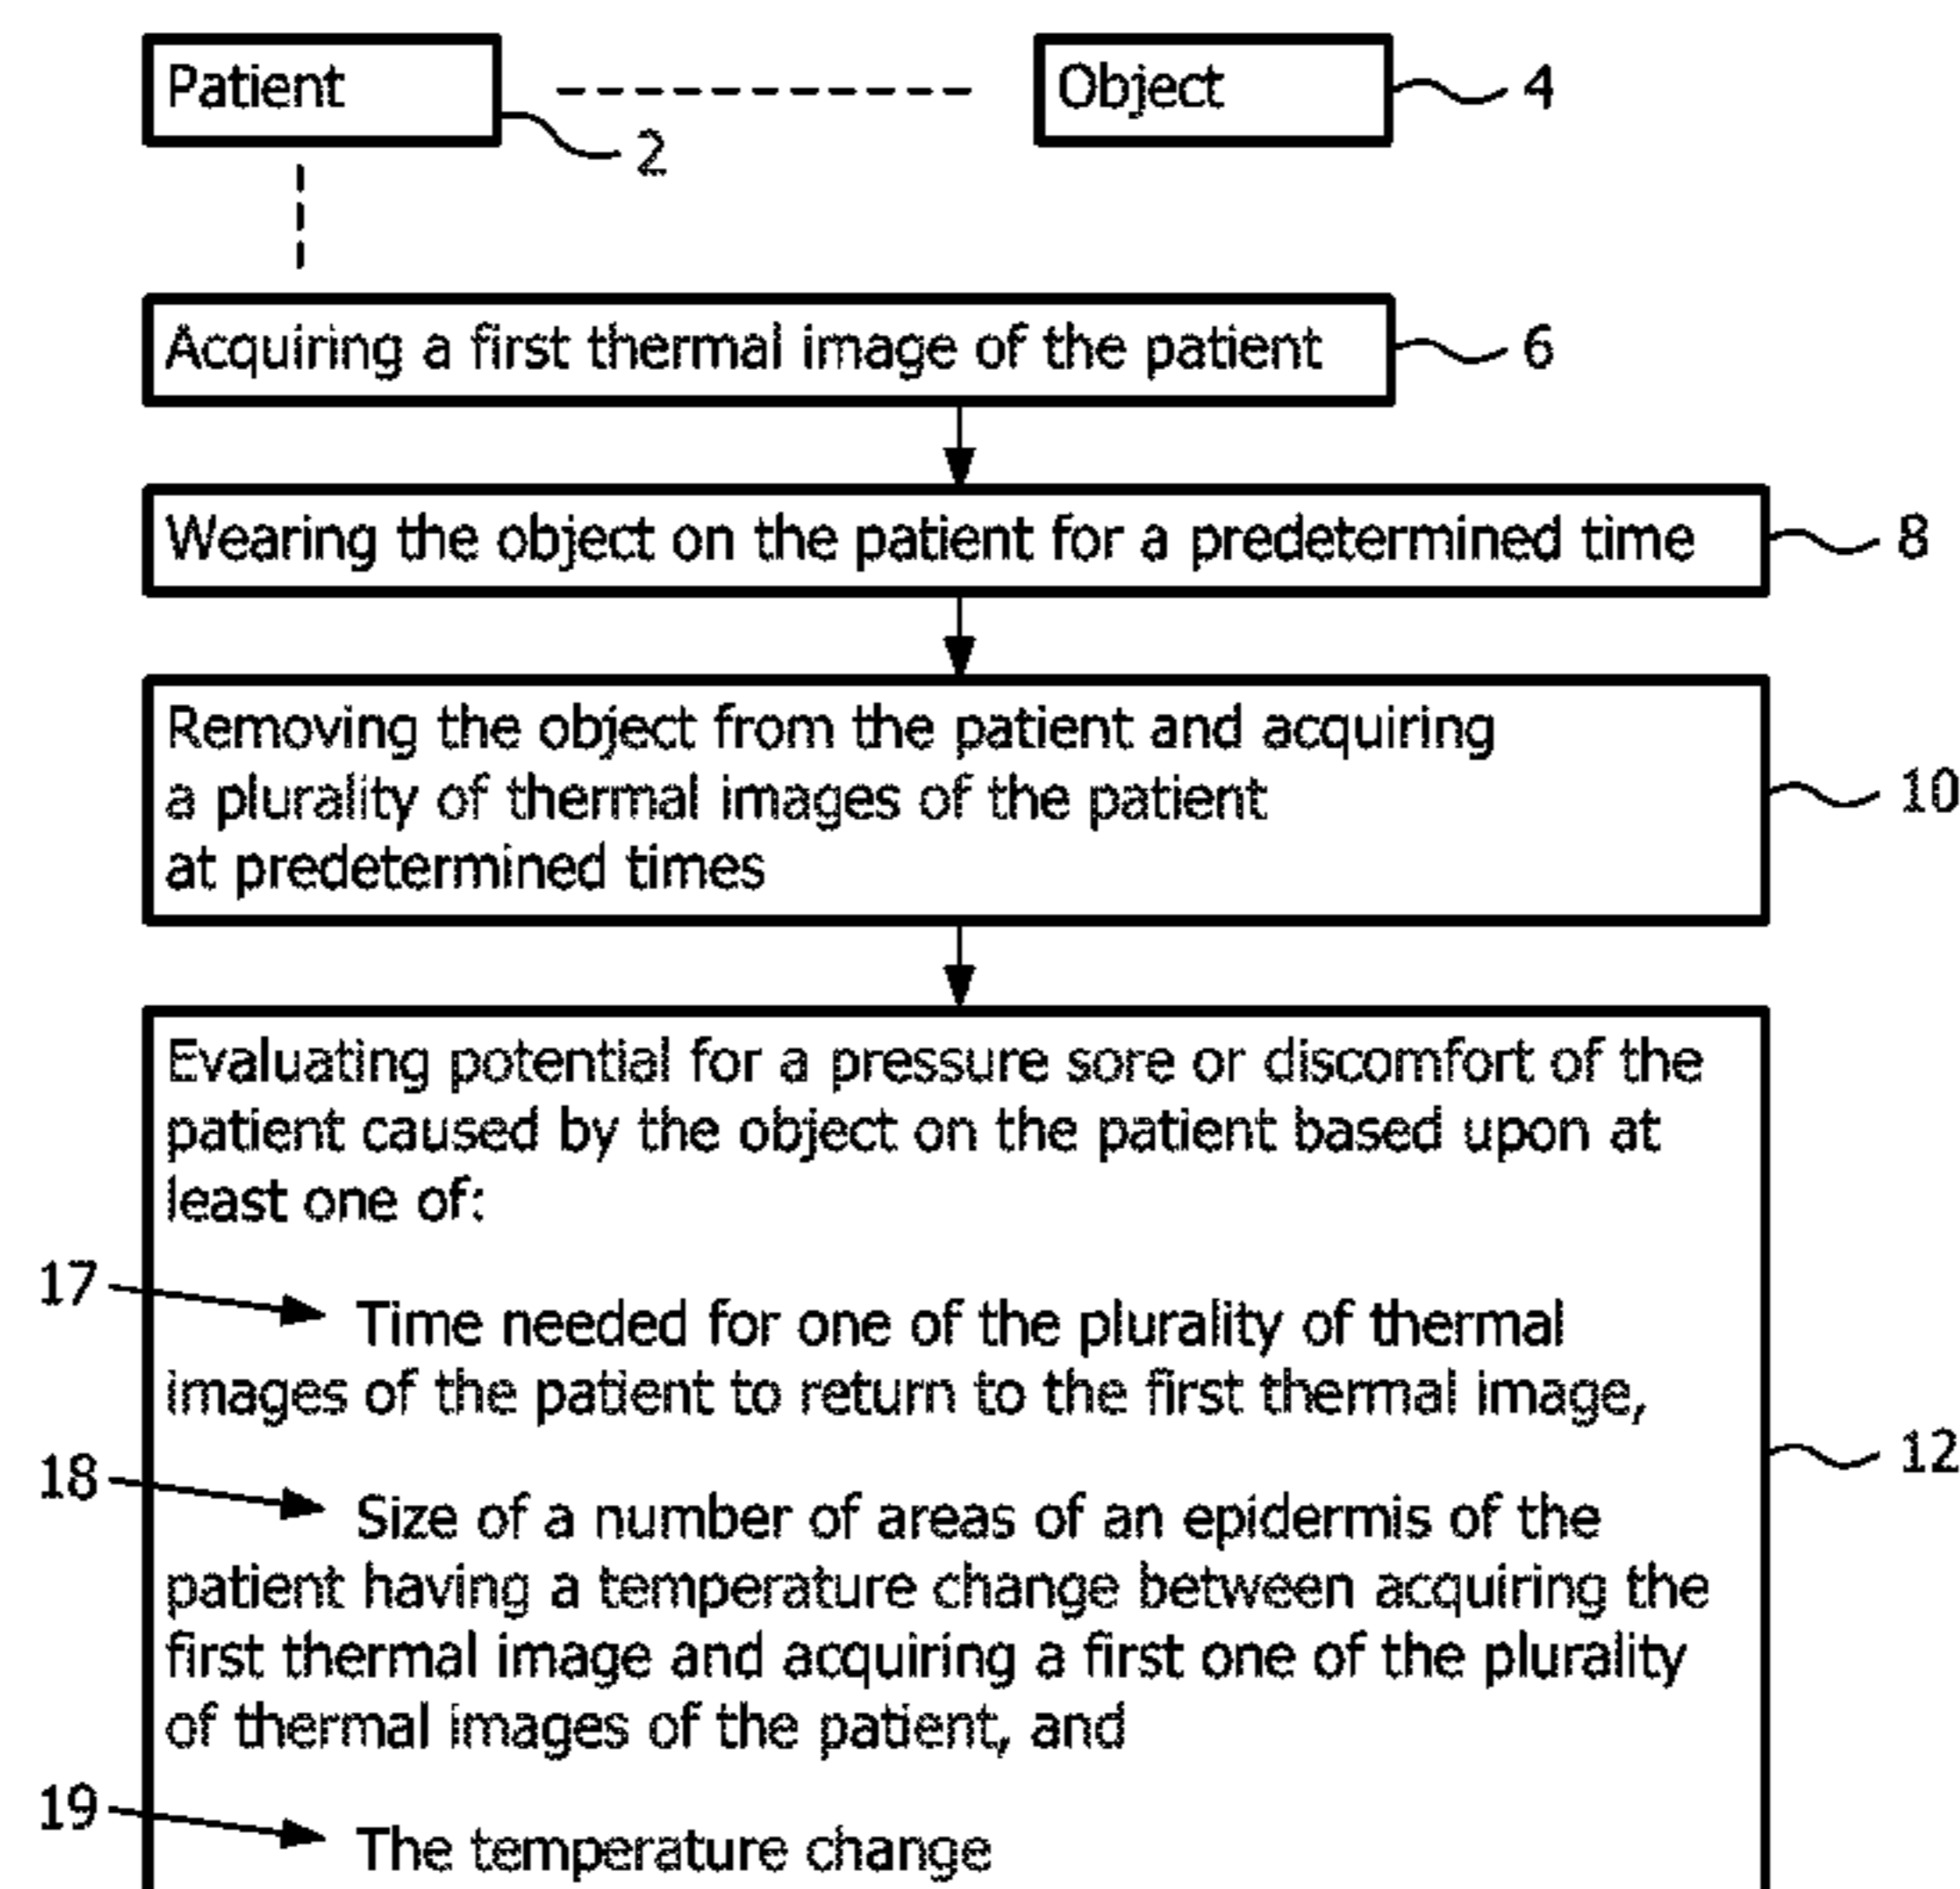 Patient
2
Object
4
Acquiring a first thermal image of the patient
6
Wearing the object on the patient for a predetermined time
8
Removing the object from the patient and acquiring
a plurality of thermal images of the patient
at predetermined times
10
Evaluating potential for a pressure sore or discomfort of the
patient caused by the object on the patient based upon at
least one of:
17
Time needed for one of the plurality of thermal
images of the patient to return to the first thermal image,
12
18
Size of a number of areas of an epidermis of the
patient having a temperature change between acquiring the
first thermal image and acquiring a first one of the plurality
of thermal images of the patient, and
19
The temperature change